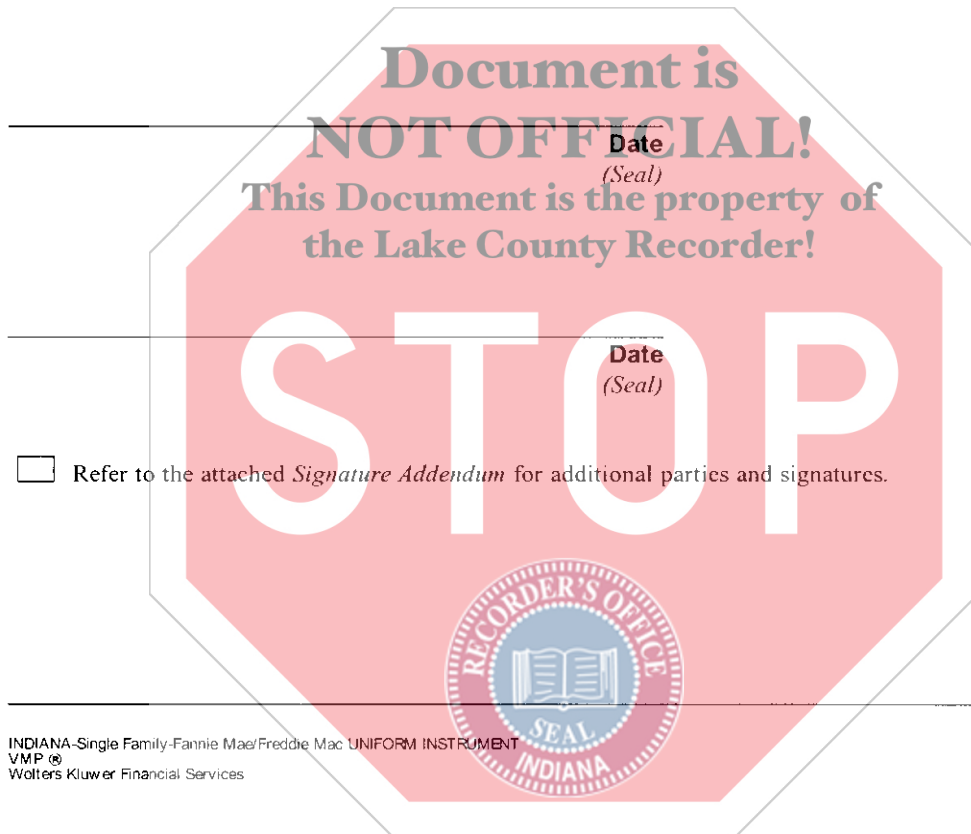 Document is
NOT OFFICIAL!
Date
(Seal)
This Document is the property of
the Lake County Recorder!
STOP
Date
(Seal)
Refer to the attached Signature Addendum for additional parties and signatures.
RECORDER'S OFFICE
SEAL
INDIANA
INDIANA-Single Family-Fannie Mae/Freddie Mac UNIFORM INSTRUMENT
VMP ®
Wolters Kluwer Financial Services